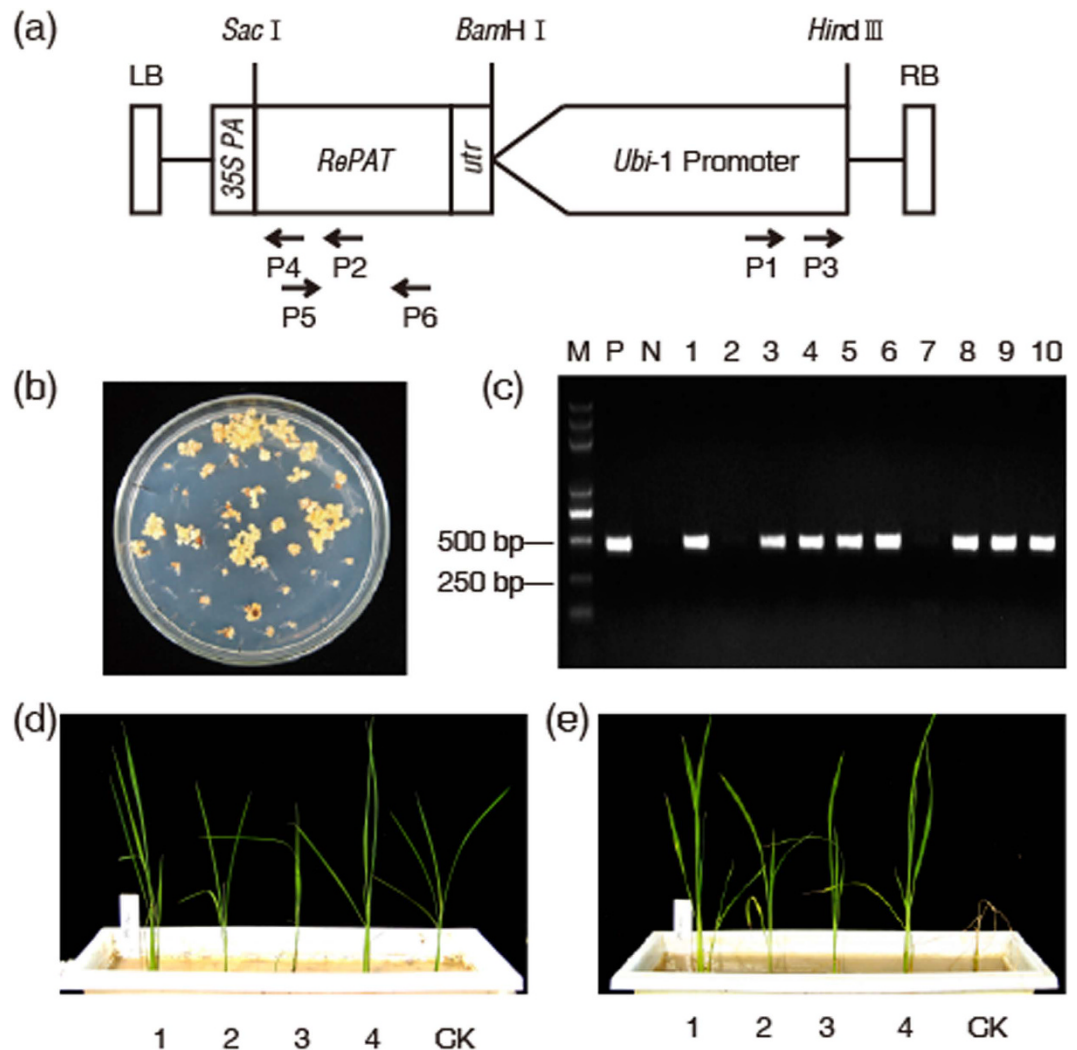 (a)
Sac I
BamH I
Hind III
LB
RB
35S PA
RePAT
utr
Ubi-1 Promoter
P4
P2
P1
P3
P5
P6
(b)
(c)
M P N 1 2 3 4 5 6 7 8 9 10
500 bp
250 bp
(d)
(e)
1 2 3 4 CK
1 2 3 4 CK